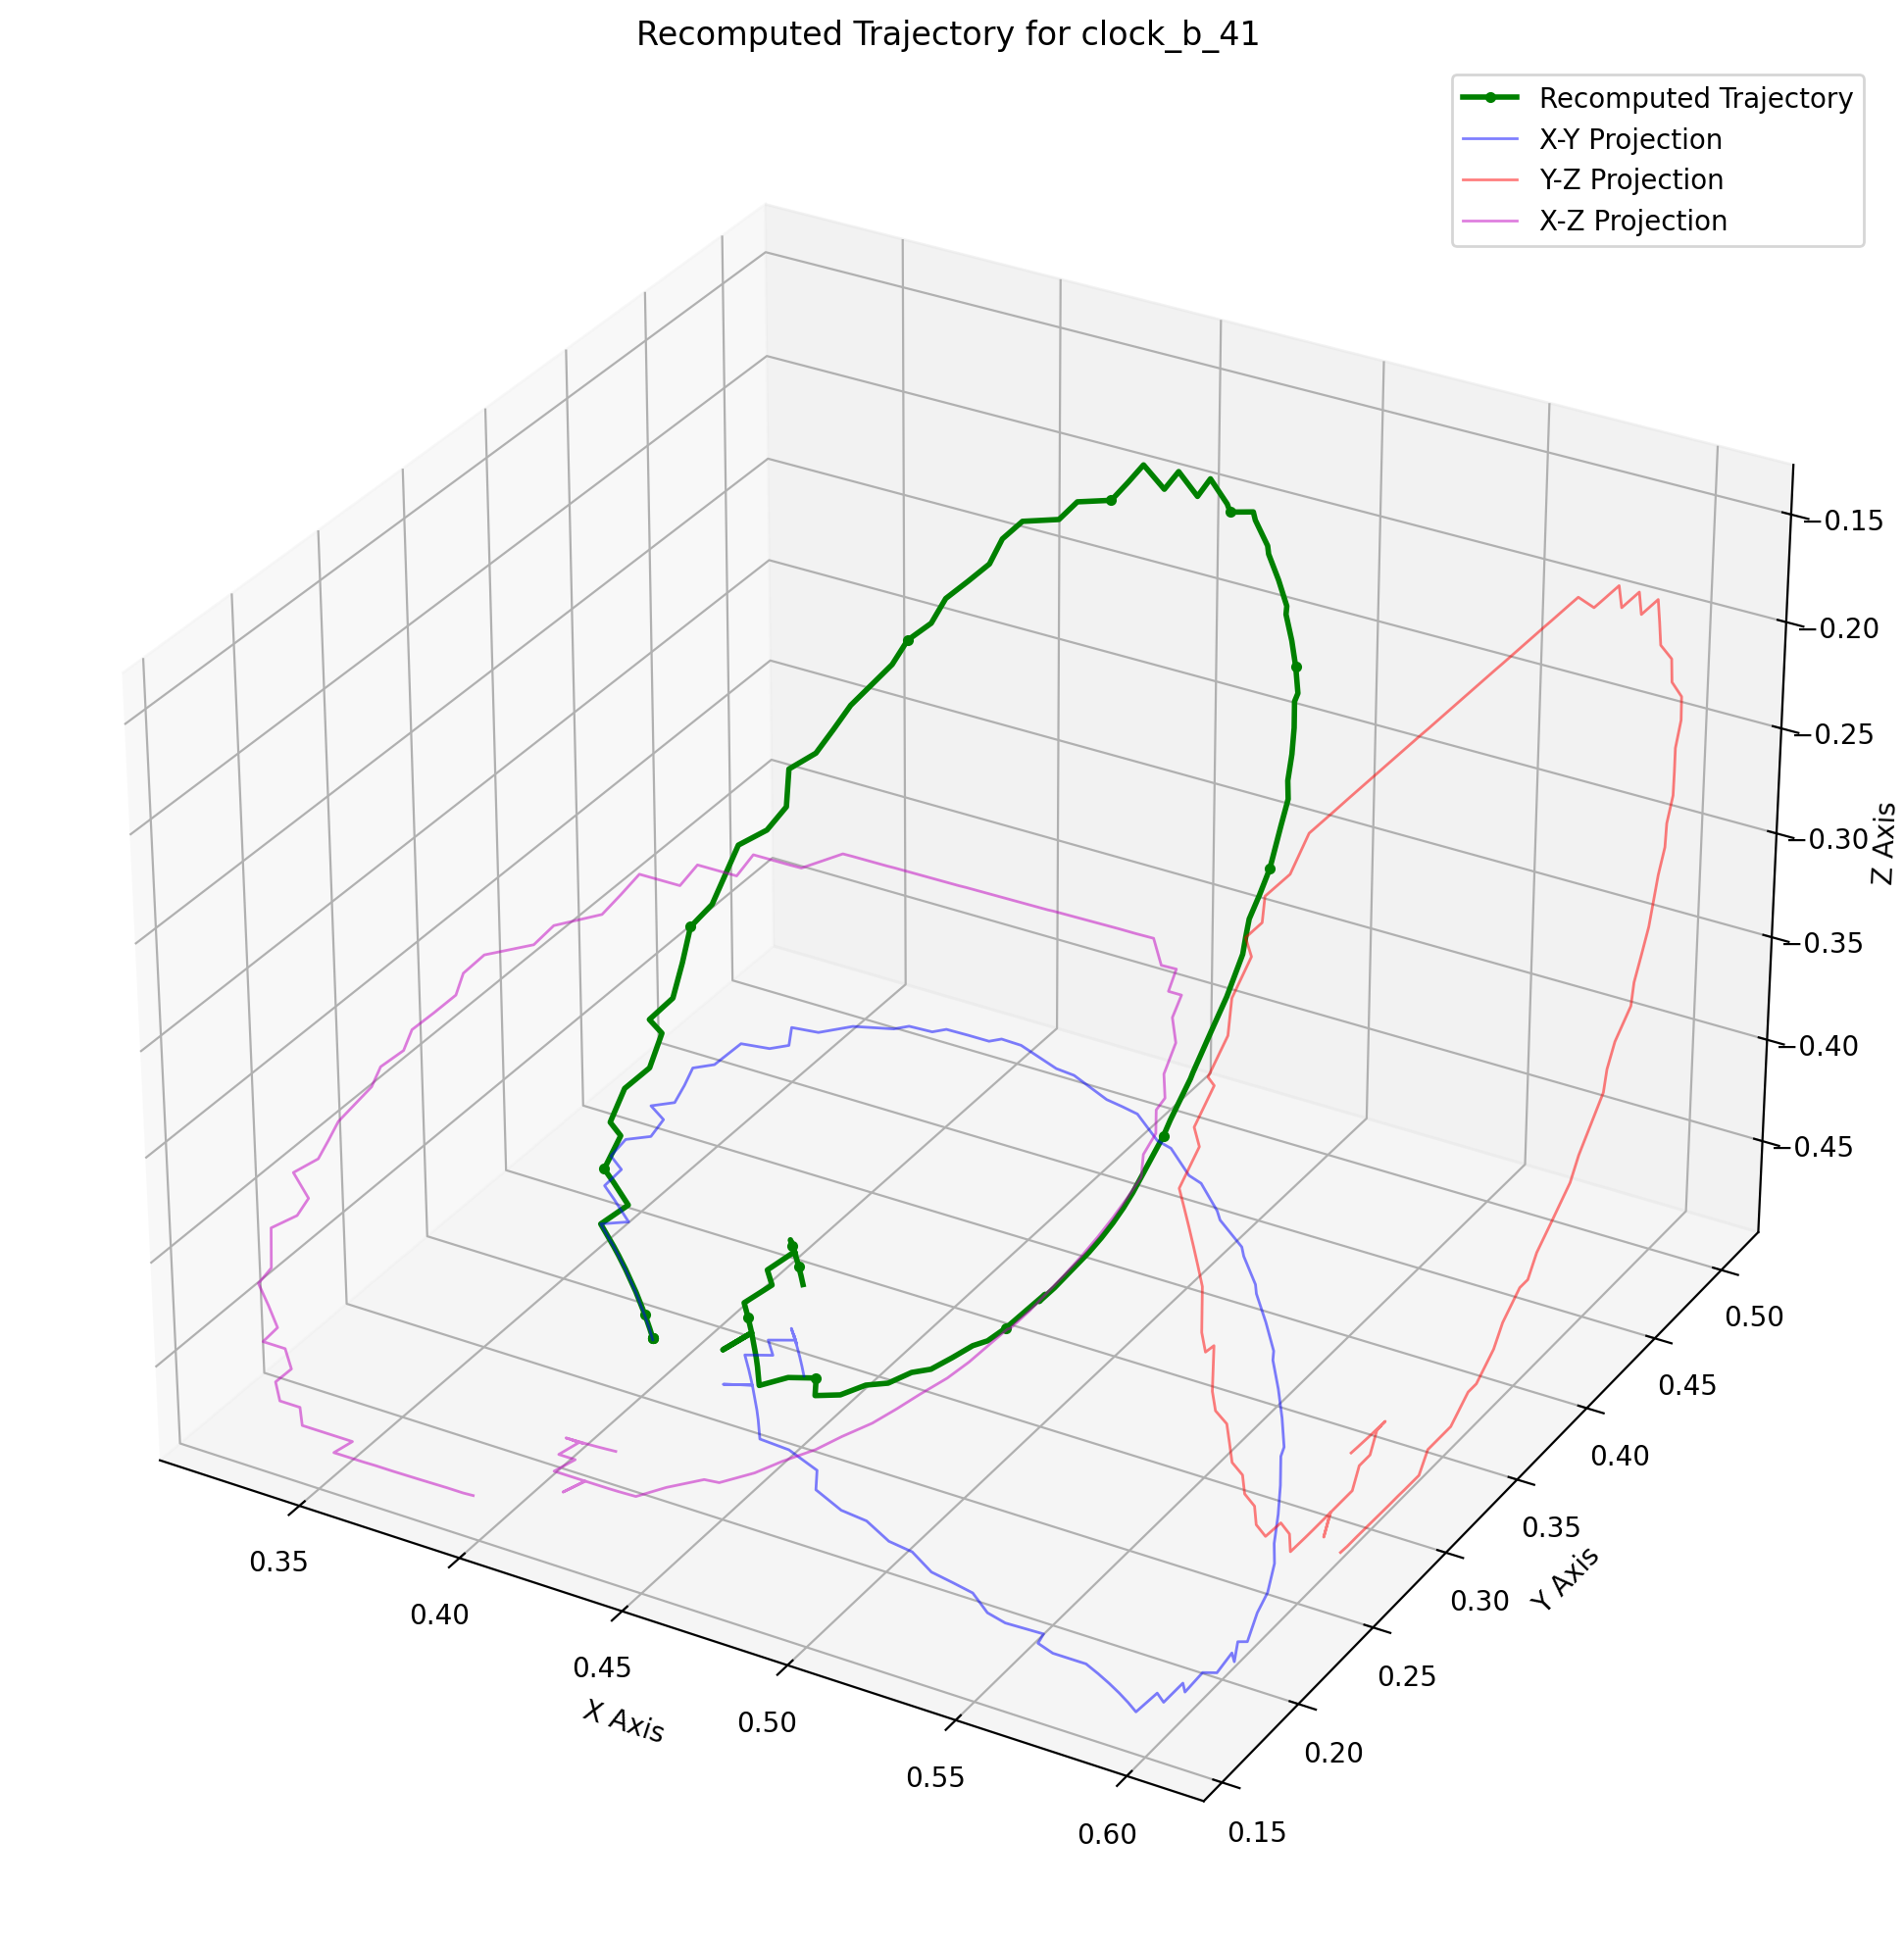 Recomputed Trajectory for clock_b_41
Recomputed Trajectory
X-Y Projection
Y-Z Projection
X-Z Projection
−0.15
−0.20
−0.25
−0.30
−0.35
−0.40
−0.45
Z Axis
0.50
0.45
0.40
0.35
0.30
0.25
0.20
0.15
Y Axis
0.35
0.40
0.45
0.50
0.55
0.60
X Axis